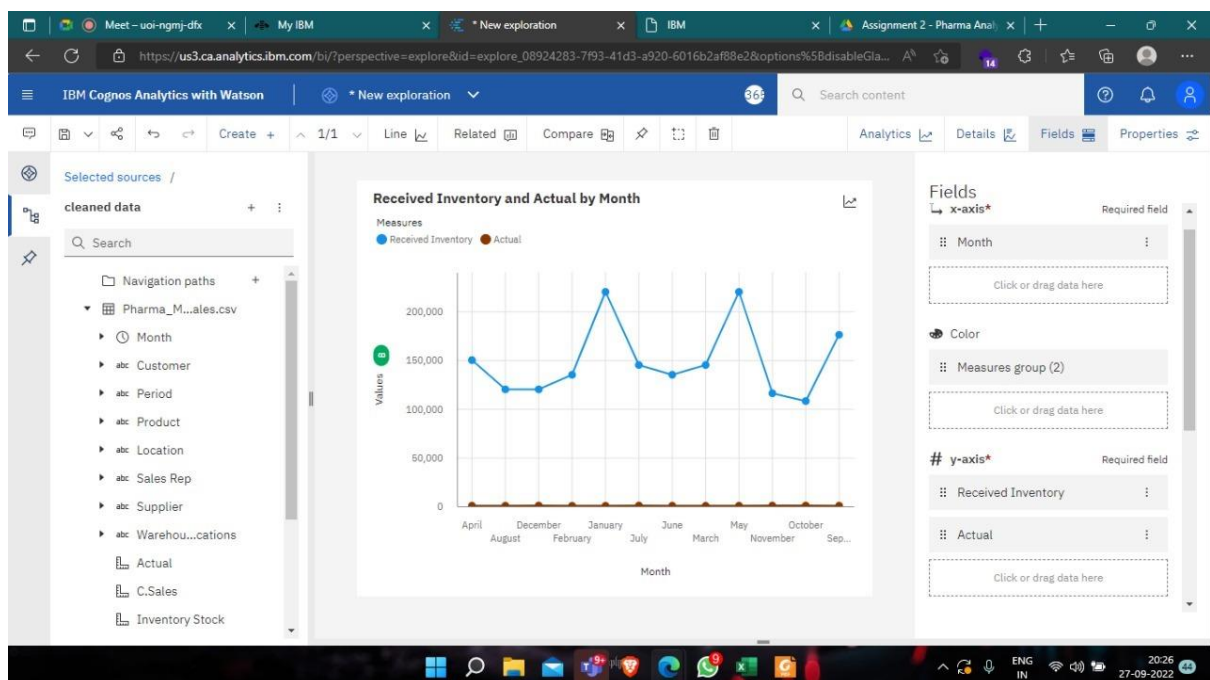 Meet – uoi-ngmj-dfx
My IBM
* New exploration
IBM
Assignment 2 - Pharma Analy
https://us3.ca.analytics.ibm.com/bi/?perspective=explore&id=explore_08924283-7f93-41d3-a920-6016b2af88e2&options%5BdisableGla...
14
IBM Cognos Analytics with Watson
* New exploration
365
Search content
Create +
1/1
Line
Related
Compare
Analytics
Details
Fields
Properties
Selected sources /
cleaned data
Search
Navigation paths
Pharma_M...ales.csv
Month
abc Customer
abc Period
abc Product
abc Location
abc Sales Rep
abc Supplier
abc Warehou...cations
Actual
C.Sales
Inventory Stock
Received Inventory and Actual by Month
Measures
Received Inventory Actual
200,000
150,000
100,000
50,000
0
Values
April December January June May October
August February July March November Sep...
Month
Fields
x-axis* Required field
Month
Click or drag data here
Color
Measures group (2)
Click or drag data here
# y-axis* Required field
Received Inventory
Actual
Click or drag data here
9+
9
ENG
IN
20:26
27-09-2022
44